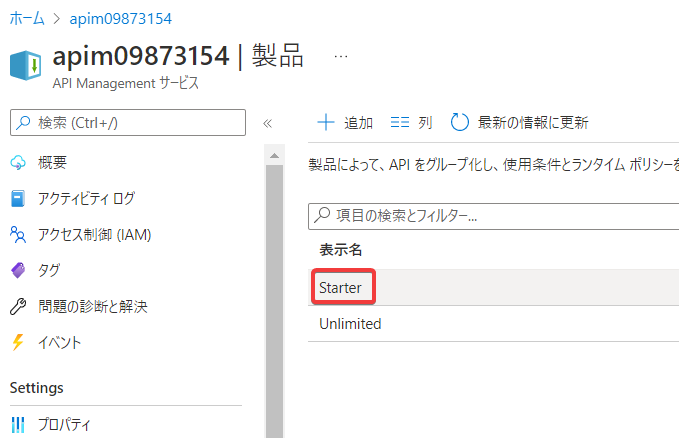 ホーム > apim09873154
apim09873154 | 製品 …
API Management サービス
検索 (Ctrl+/)
«
概要
アクティビティ ログ
アクセス制御 (IAM)
タグ
問題の診断と解決
イベント
Settings
プロパティ
追加 列 最新の情報に更新
製品によって、API をグループ化し、使用条件とランタイム ポリシーを
項目の検索とフィルター...
表示名
Starter
Unlimited